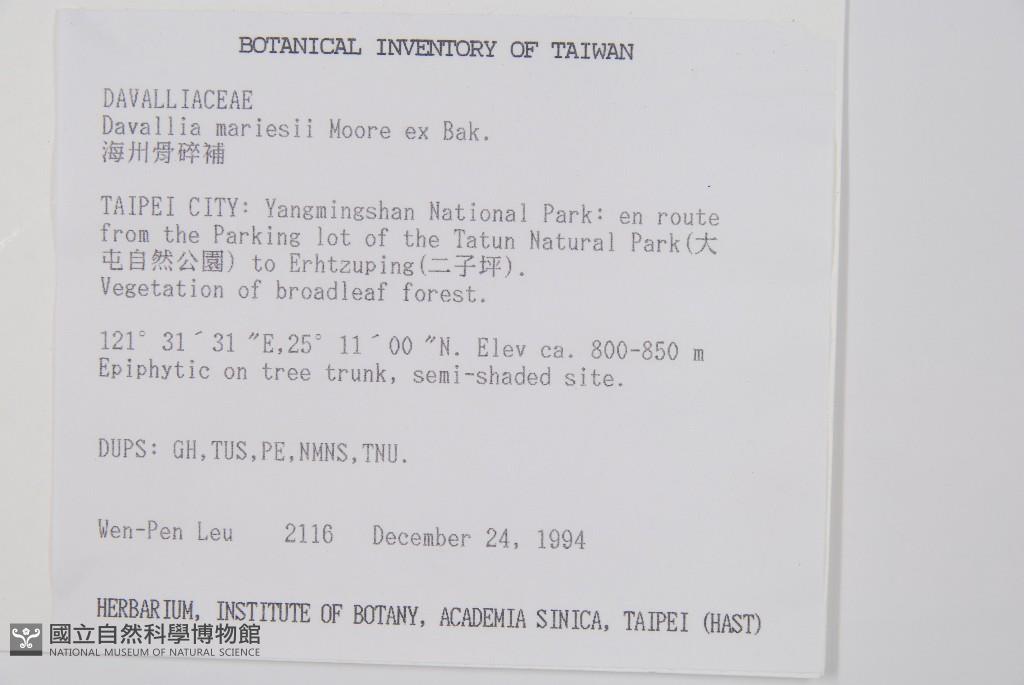 BOTANICAL INVENTORY OF TAIWAN
DAVALLIACEAE
Davallia mariesii Moore ex Bak.
海州骨碎補
TAIPEI CITY: Yangmingshan National Park: en route
from the Parking lot of the Tatun Natural Park(大
屯自然公園) to Erhtzuping(二子坪).
Vegetation of broadleaf forest.
121° 31´31 ″E,25° 11´00 ″N. Elev ca. 800-850 m
Epiphytic on tree trunk, semi-shaded site.
DUPS: GH,TUS,PE,NMNS,TNU.
Wen-Pen Leu 2116 December 24, 1994
HERBARIUM, INSTITUTE OF BOTANY, ACADEMIA SINICA, TAIPEI (HAST)
國立自然科學博物館
NATIONAL MUSEUM OF NATURAL SCIENCE